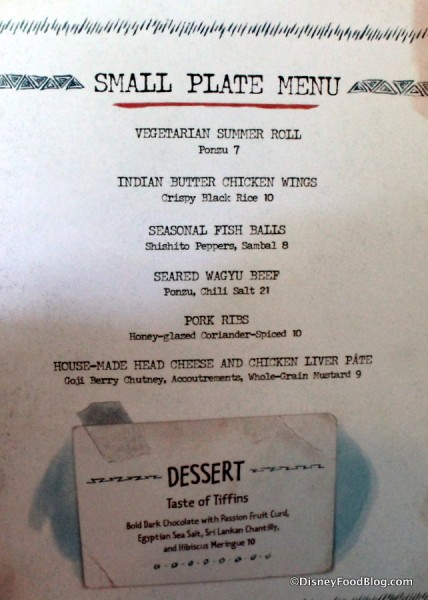 SMALL PLATE MENU
VEGETARIAN SUMMER ROLL
Ponzu 7
INDIAN BUTTER CHICKEN WINGS
Crispy Black Rice 10
SEASONAL FISH BALLS
Shishito Peppers, Sambal 8
SEARED WAGYU BEEF
Ponzu, Chili Salt 21
PORK RIBS
Honey-glazed Coriander-Spiced 10
HOUSE-MADE HEAD CHEESE AND CHICKEN LIVER PÂTE
Goji Berry Chutney, Accoutrements, Whole-Grain Mustard 9
DESSERT
Taste of Tiffins
Bold Dark Chocolate with Passion Fruit Curd,
Egyptian Sea Salt, Sri Lankan Chantilly,
and Hibiscus Meringue 10
©DisneyFoodBlog.com